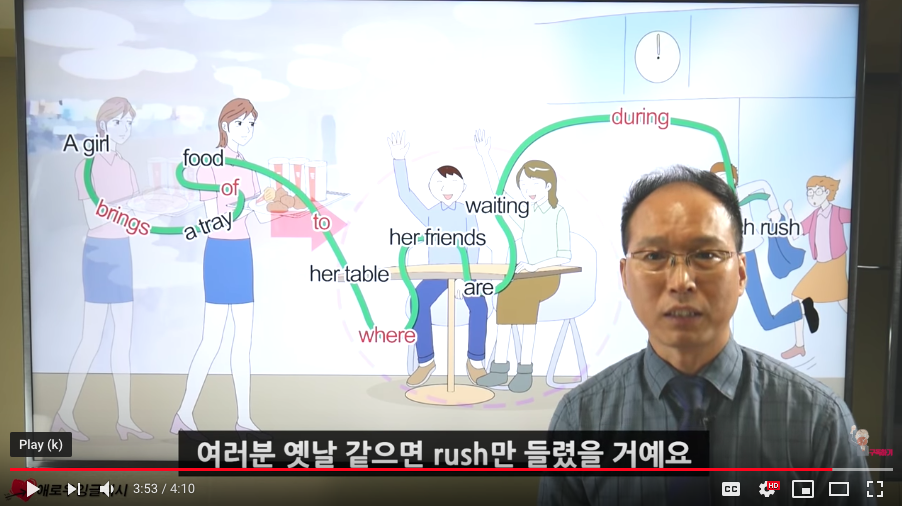 A girl
brings
a tray
of
food
to
her table
where
her friends
are
waiting
during
h rush
여러분 옛날 같으면 rush만 들렸을 거예요
Play (k)
3:53 / 4:10
CC
HD